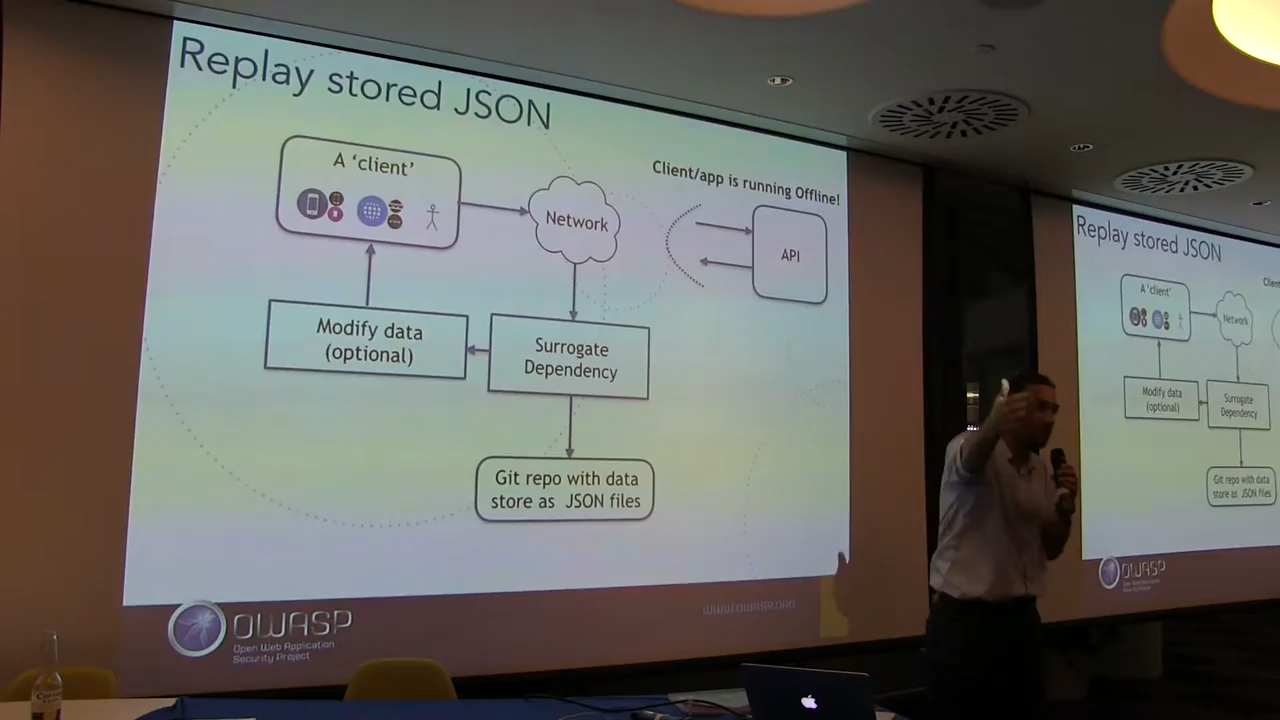 Replay stored JSON
A ‘client’
Network
Client/app is running Offline!
API
Modify data
(optional)
Surrogate
Dependency
Git repo with data
store as JSON files
OWASP
Open Web Application
Security Project
www.owasp.org
Replay stored JSON
Client
A ‘client’
Network
Modify data
(optional)
Surrogate
Dependency
Git repo with data
store as JSON files
OWASP